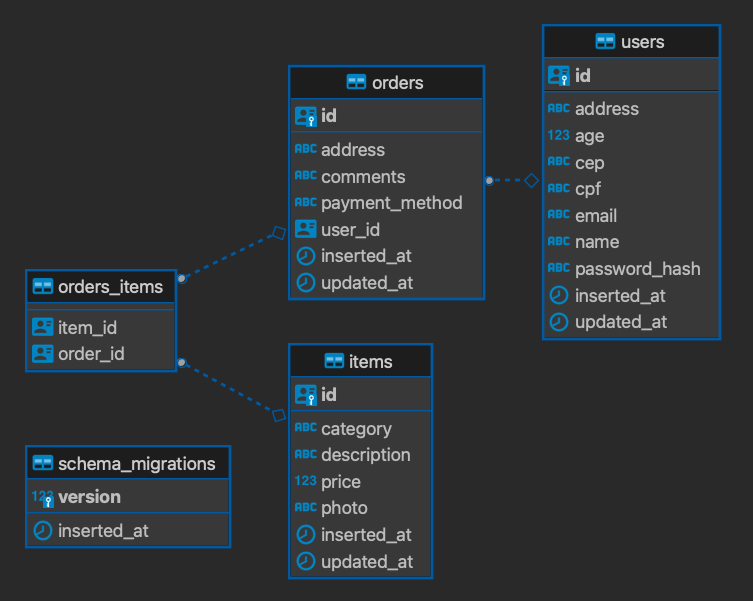 users
id
ABC address
123 age
ABC cep
ABC cpf
ABC email
ABC name
ABC password_hash
inserted_at
updated_at
orders
id
ABC address
ABC comments
ABC payment_method
user_id
inserted_at
updated_at
orders_items
item_id
order_id
items
id
ABC category
ABC description
123 price
ABC photo
inserted_at
updated_at
schema_migrations
123 version
inserted_at